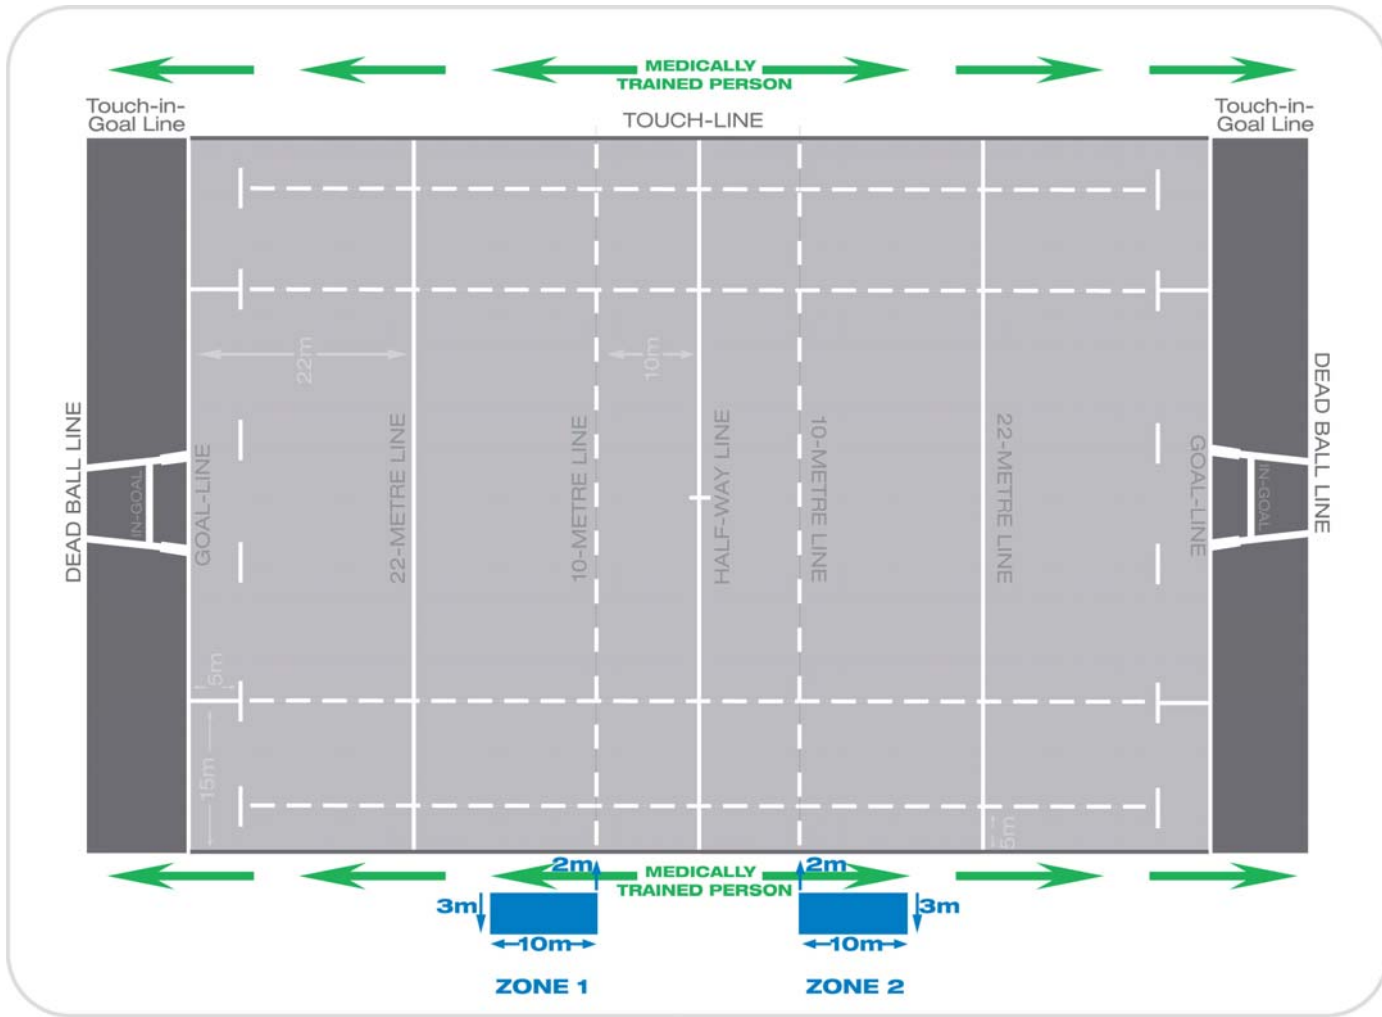 MEDICALLY
TRAINED PERSON
Touch-in-
Goal Line
TOUCH-LINE
Touch-in-
Goal Line
22m
10m
DEAD BALL LINE
IN-GOAL
GOAL-LINE
22-METRE LINE
10-METRE LINE
HALF-WAY LINE
10-METRE LINE
22-METRE LINE
GOAL-LINE
IN-GOAL
DEAD BALL LINE
5m
15m
5m
2m
MEDICALLY
TRAINED PERSON
2m
3m
10m
10m
3m
ZONE 1
ZONE 2